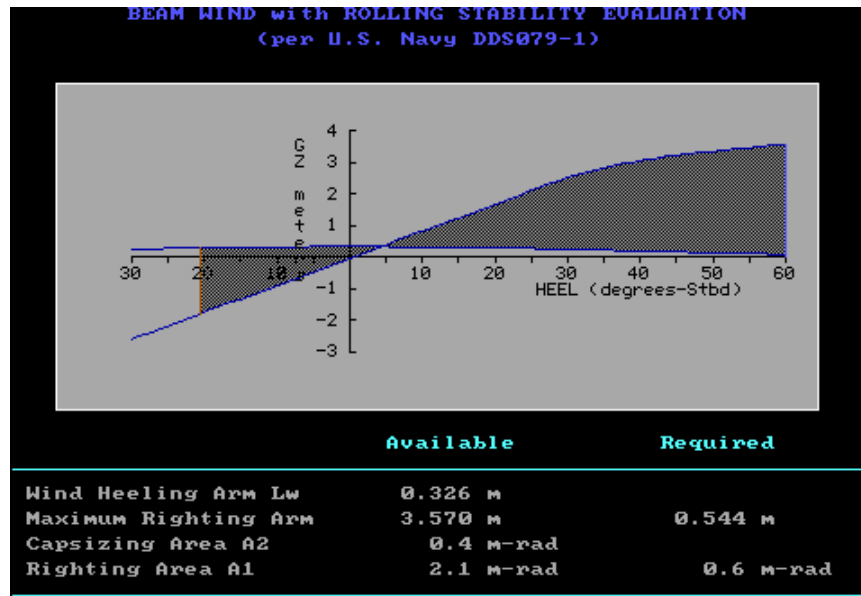 BEAM WIND with ROLLING STABILITY EVALUATION
(per U.S. Navy DDS079-1)
GZ meters
4
3
2
1
-1
-2
-3
30 20 10 10 20 30 40 50 60
HEEL (degrees-Stbd)
Available Required
Wind Heeling Arm Lw 0.326 m
Maximum Righting Arm 3.570 m 0.544 m
Capsizing Area A2 0.4 m-rad
Righting Area A1 2.1 m-rad 0.6 m-rad